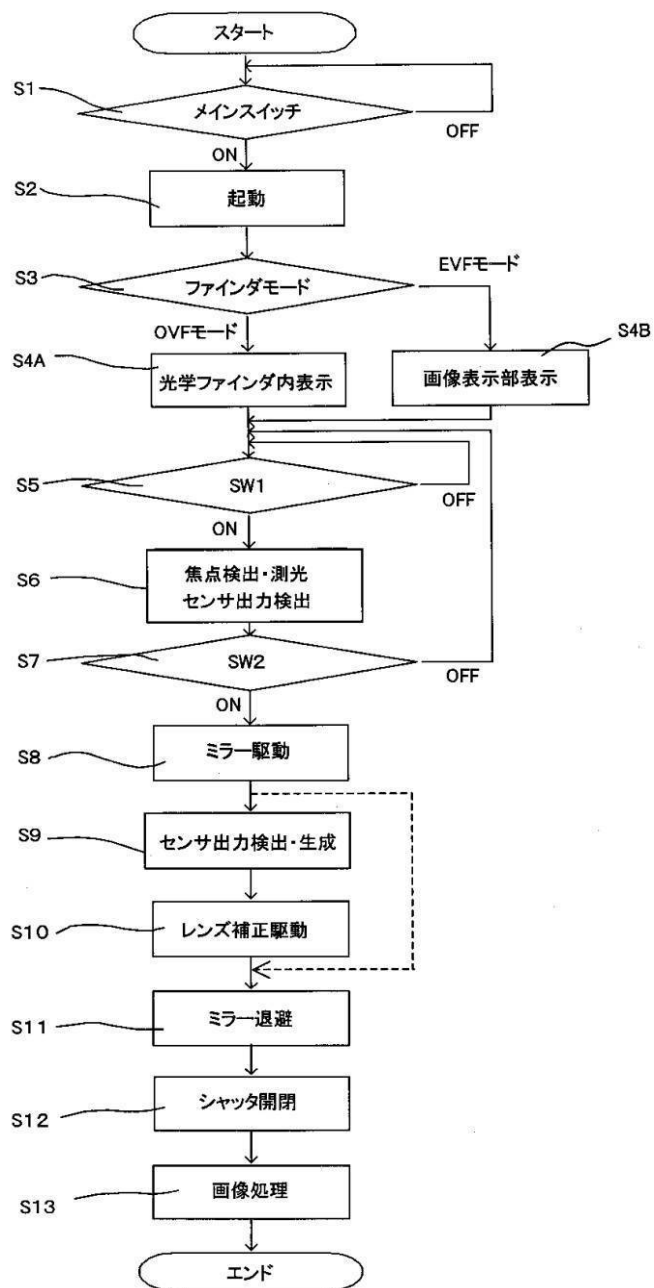 スタート
S1
メインスイッチ
OFF
ON
S2
起動
S3
ファインダモード
EVFモード
OVFモード
S4A
光学ファインダ内表示
S4B
画像表示部表示
S5
SW1
OFF
ON
S6
焦点検出・測光
センサ出力検出
S7
SW2
OFF
ON
S8
ミラー駆動
S9
センサ出力検出・生成
S10
レンズ補正駆動
S11
ミラー退避
S12
シャッタ開閉
S13
画像処理
エンド